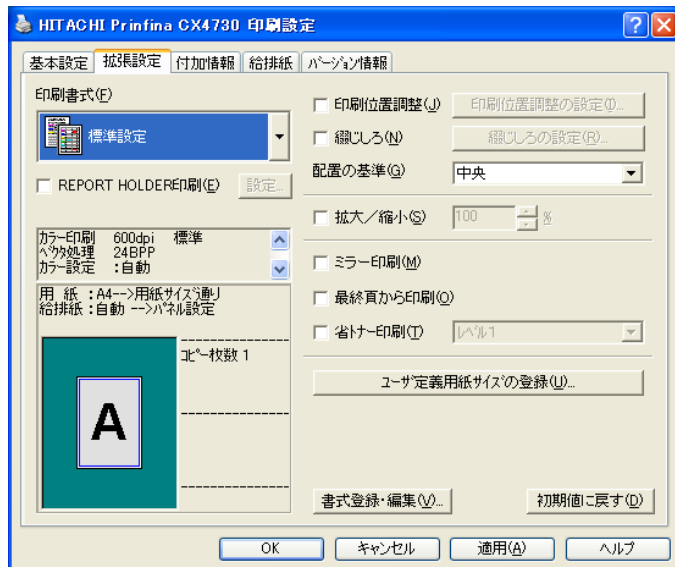 HITACHI Prinfina CX4730 印刷設定
基本設定 拡張設定 付加情報 給排紙 バージョン情報
印刷書式(F)
標準設定
REPORT HOLDER印刷(E) 設定...
カラー印刷 600dpi 標準
ベクタ処理 24BPP
カラー設定 :自動
用 紙 :A4-->用紙サイズ通り
給排紙:自動 -->パネル設定
コピー枚数 1
A
印刷位置調整(J) 印刷位置調整の設定(I)...
綴じしろ(N) 綴じしろの設定(R)...
配置の基準(G) 中央
拡大/縮小(S) 100 %
ミラー印刷(M)
最終頁から印刷(O)
省トナー印刷(T) レベル1
ユーザ定義用紙サイズの登録(U)...
書式登録・編集(V)... 初期値に戻す(D)
OK キャンセル 適用(A) ヘルプ